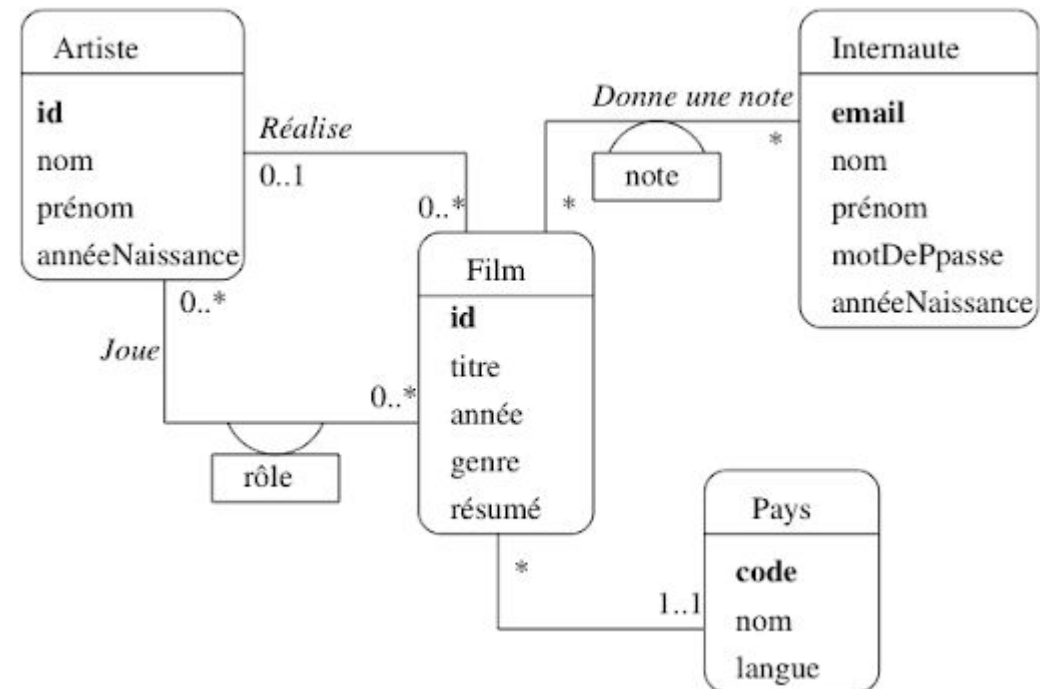 Artiste
id
nom
prénom
annéeNaissance
Réalise
0..1
0..*
Donne une note
*
*
note
Internaute
email
nom
prénom
motDePpasse
annéeNaissance
0..*
Joue
0..*
rôle
Film
id
titre
année
genre
résumé
*
1..1
Pays
code
nom
langue